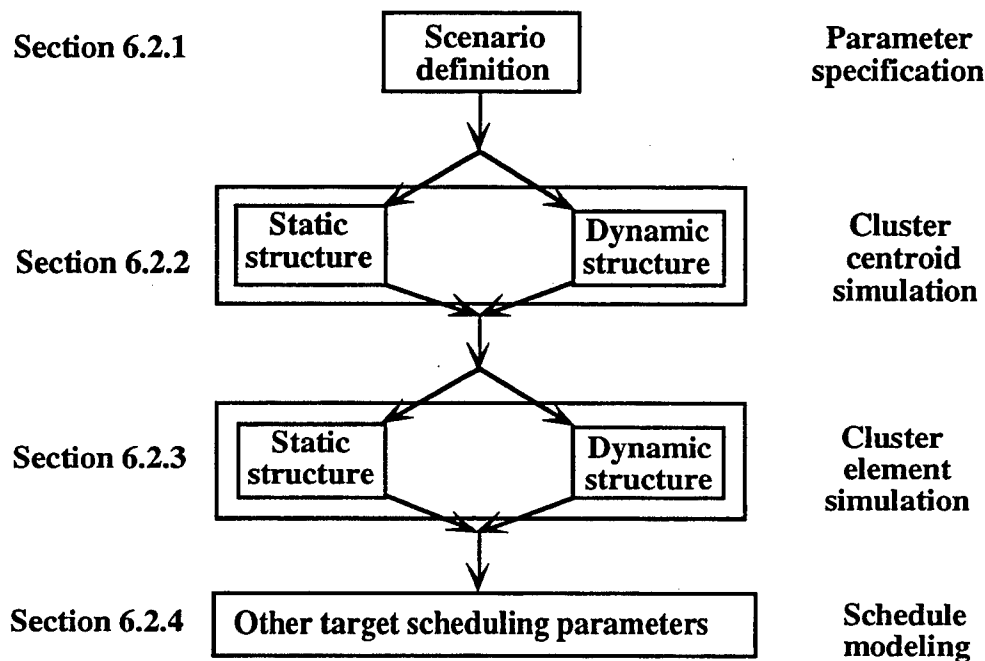 Section 6.2.1
Scenario
definition
Parameter
specification
Section 6.2.2
Static
structure
Dynamic
structure
Cluster
centroid
simulation
Section 6.2.3
Static
structure
Dynamic
structure
Cluster
element
simulation
Section 6.2.4
Other target scheduling parameters
Schedule
modeling